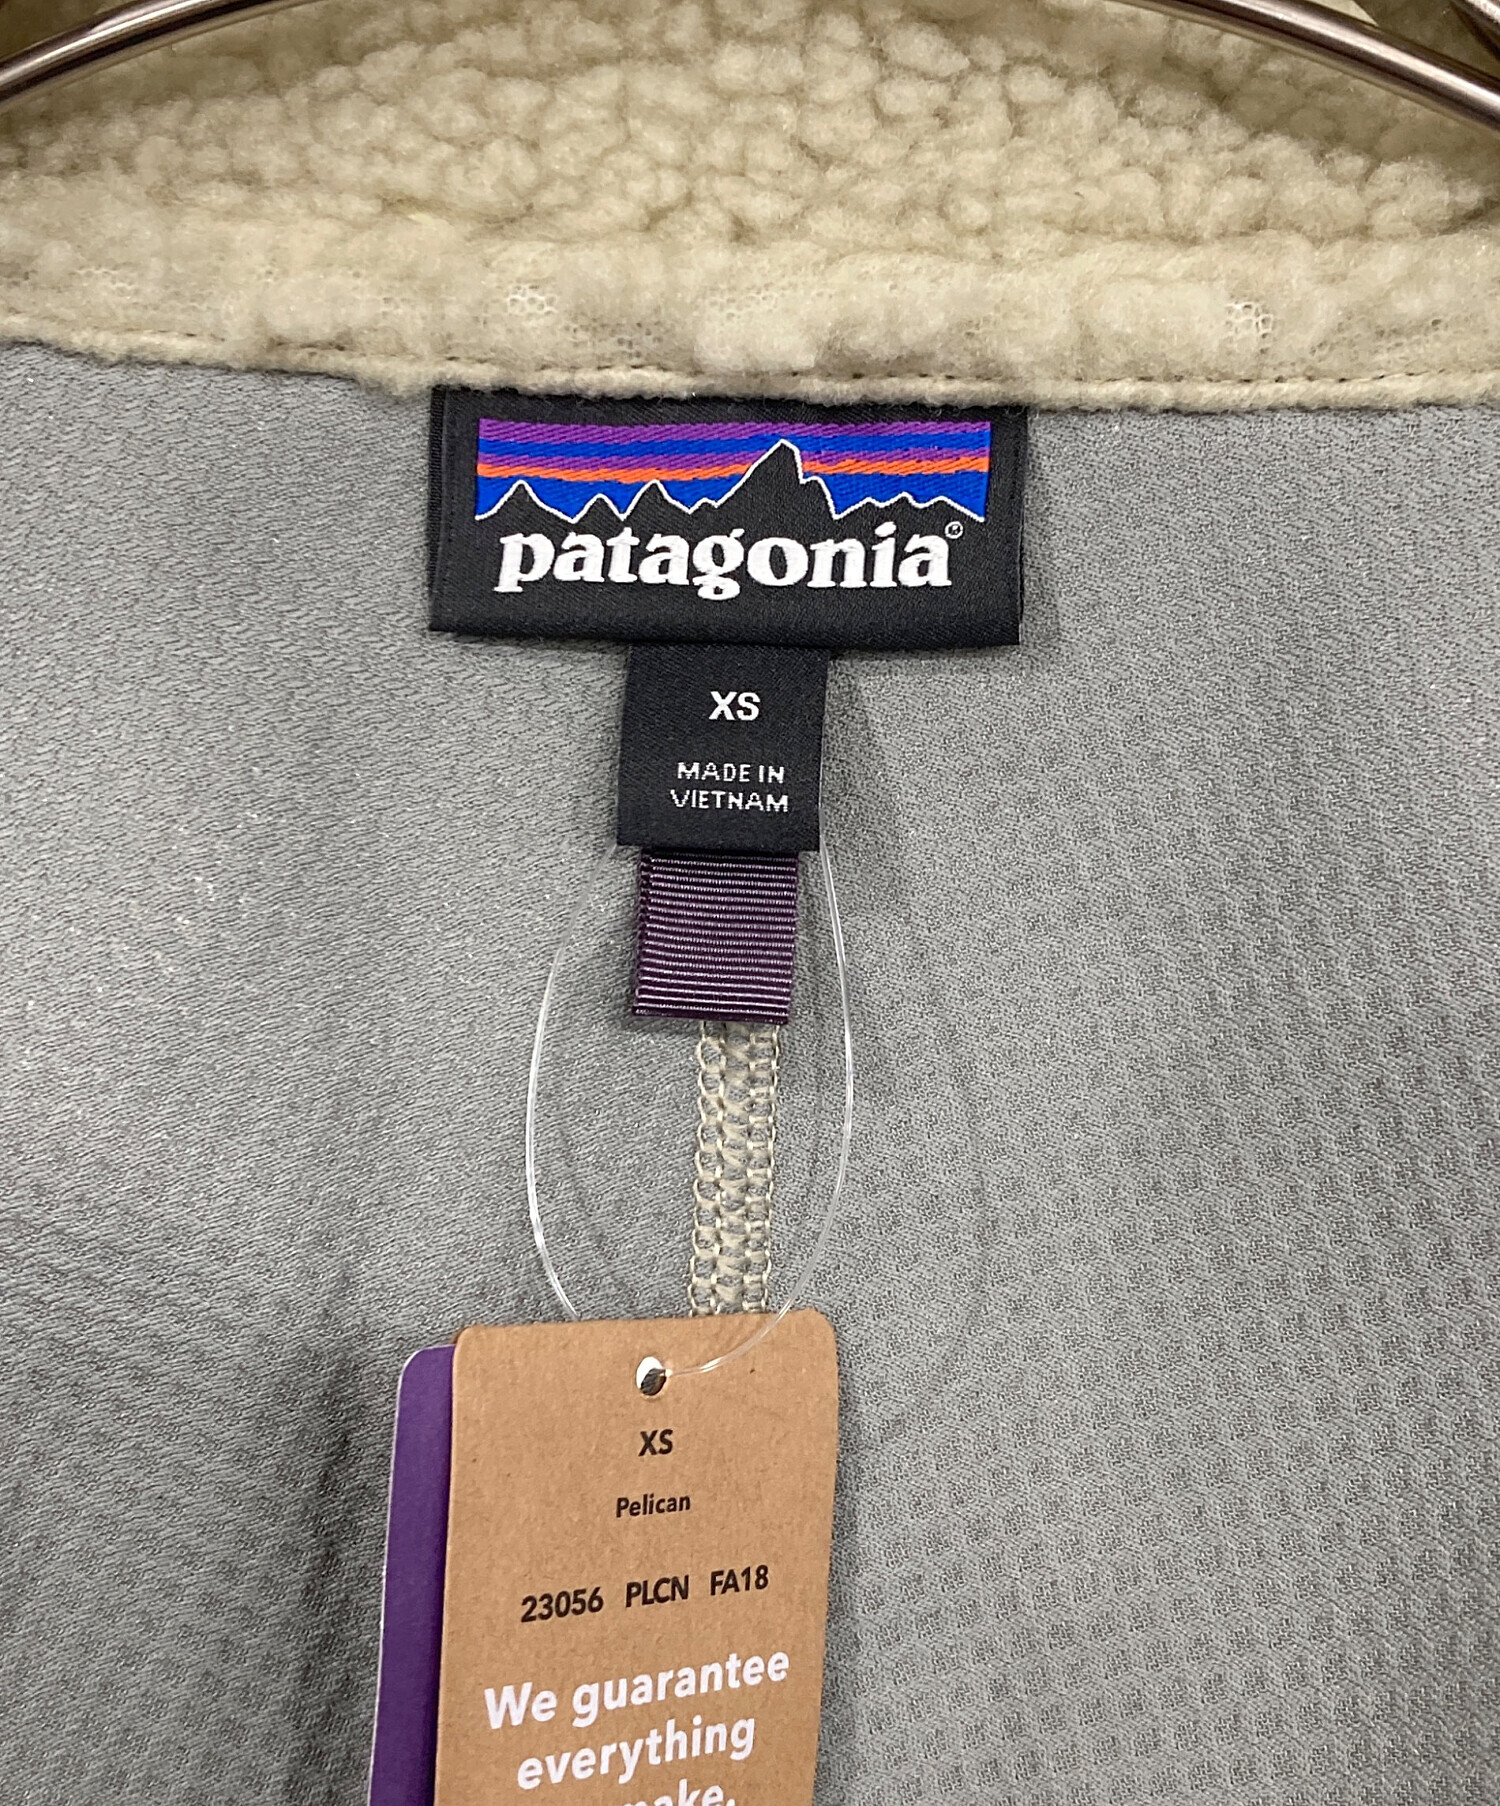 patagonia®
XS
MADE IN
VIETNAM
XS
Pelican
23056 PLCN FA18
We guarantee
everything